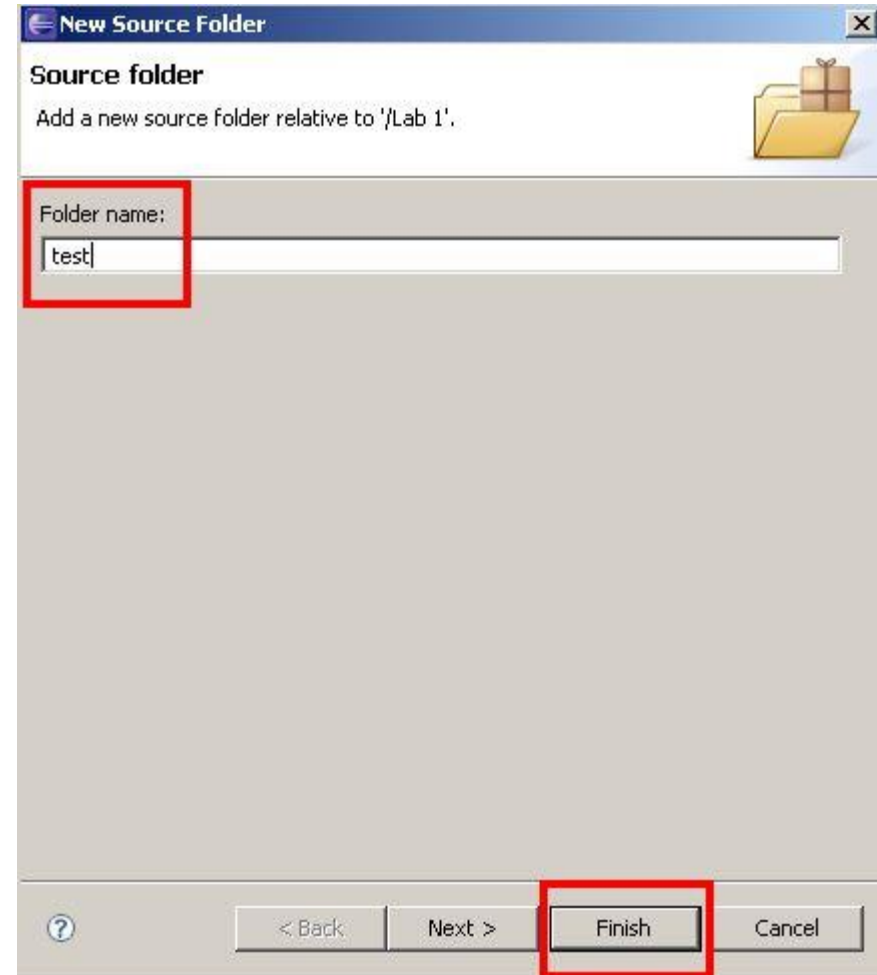 New Source Folder
Source folder
Add a new source folder relative to '/Lab 1'.
Folder name:
test
? < Back Next > Finish Cancel